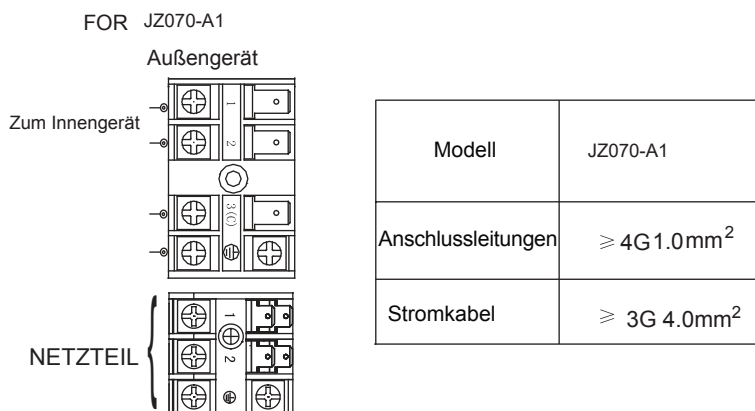 FOR JZ070-A1
Außengerät
Zum Innengerät
1
2
3(C)
NETZTEIL
1
2
Modell JZ070-A1
Anschlussleitungen ≥ 4G1.0mm²
Stromkabel ≥ 3G 4.0mm²